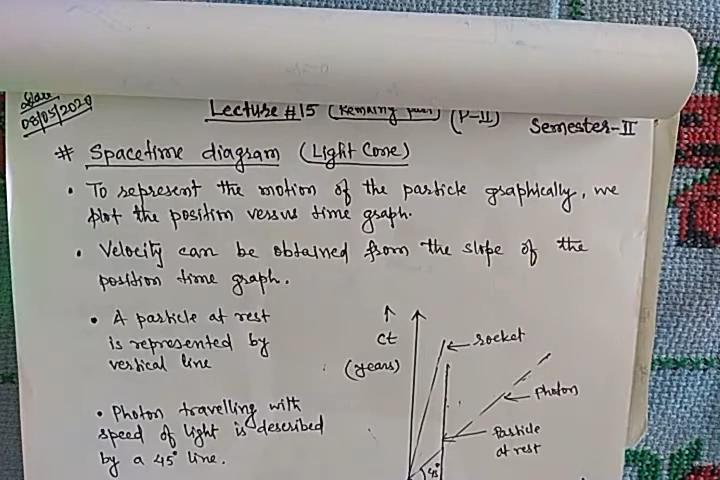 Date
08/05/2020
Lecture #15 (Remaing part) (P-II)
Semester-II
# Spacetime diagram (Light Cone)
• To represent the motion of the particle graphically, we
plot the position versus time graph.
• Velocity can be obtained from the slope of the
position time graph.
• A particle at rest
is represented by
vertical line
• Photon travelling with
speed of light is described
by a 45° line.
ct
(years)
rocket
Photon
Particle
at rest
45°